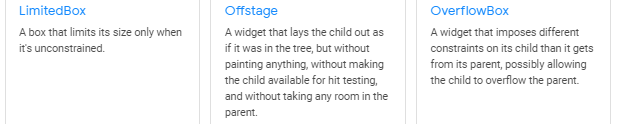 LimitedBox
A box that limits its size only when
it's unconstrained.
Offstage
A widget that lays the child out as
if it was in the tree, but without
painting anything, without making
the child available for hit testing,
and without taking any room in the
parent.
OverflowBox
A widget that imposes different
constraints on its child than it gets
from its parent, possibly allowing
the child to overflow the parent.